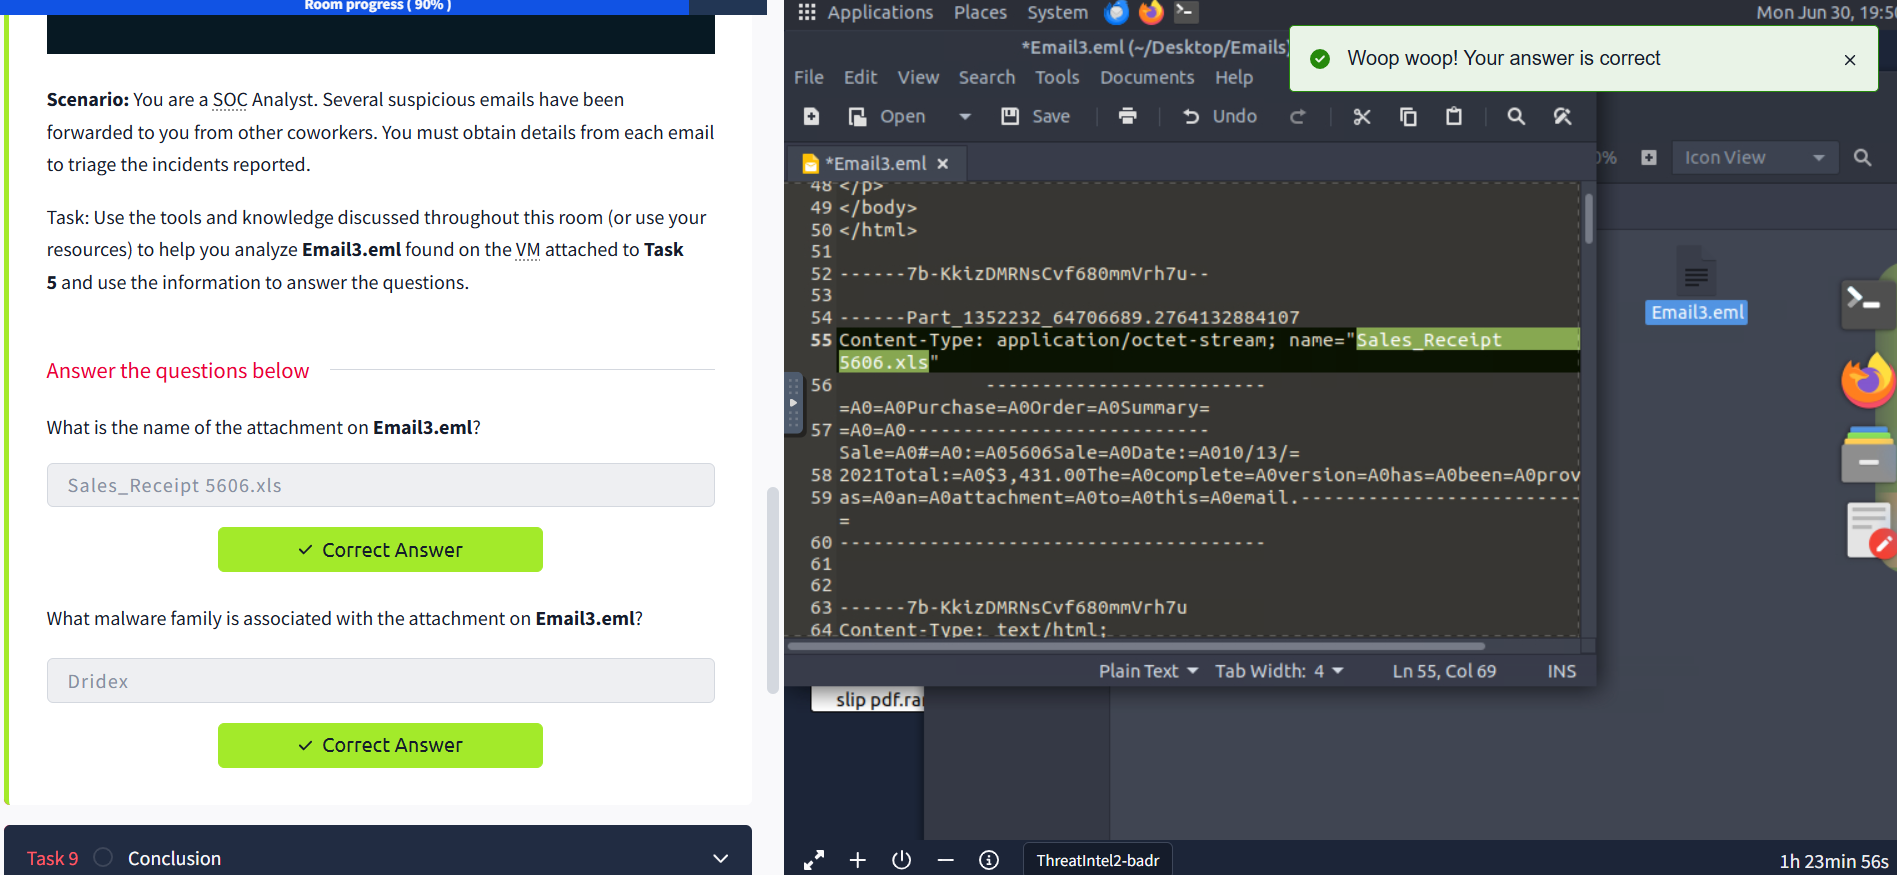 Room progress ( 90% )
Scenario: You are a SOC Analyst. Several suspicious emails have been
forwarded to you from other coworkers. You must obtain details from each email
to triage the incidents reported.
Task: Use the tools and knowledge discussed throughout this room (or use your
resources) to help you analyze Email3.eml found on the VM attached to Task
5 and use the information to answer the questions.
Answer the questions below
What is the name of the attachment on Email3.eml?
Sales_Receipt 5606.xls
✓ Correct Answer
What malware family is associated with the attachment on Email3.eml?
Dridex
✓ Correct Answer
Task 9 Conclusion
Applications Places System
Mon Jun 30, 19:5
*Email3.eml (~/Desktop/Emails)
Woop woop! Your answer is correct ×
File Edit View Search Tools Documents Help
Open Save Undo
0% Icon View
*Email3.eml ×
48 </p>
49 </body>
50 </html>
51
52 ------7b-KkizDMRNsCvf680mmVrh7u--
53
54 ------Part_1352232_64706689.2764132884107
55 Content-Type: application/octet-stream; name="Sales_Receipt
5606.xls"
56 -------------------------
=A0=A0Purchase=A0Order=A0Summary=
57 =A0=A0---------------------------
Sale=A0#=A0:=A05606Sale=A0Date:=A010/13/=
58 2021Total:=A0$3,431.00The=A0complete=A0version=A0has=A0been=A0prov
59 as=A0an=A0attachment=A0to=A0this=A0email.-------------------------
=
60 --------------------------------------
61
62
63 ------7b-KkizDMRNsCvf680mmVrh7u
64 Content-Type: text/html;
Plain Text Tab Width: 4 Ln 55, Col 69 INS
Email3.eml
slip pdf.ra
ThreatIntel2-badr
1h 23min 56s